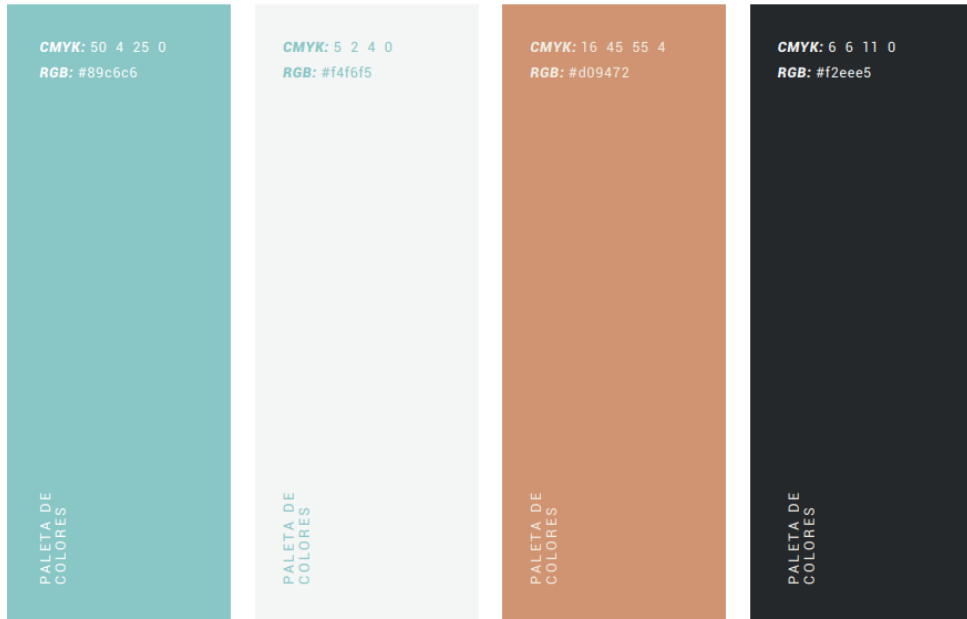 CMYK: 50 4 25 0
RGB: #89c6c6
PALETA DE
COLORES
CMYK: 5 2 4 0
RGB: #f4f6f5
PALETA DE
COLORES
CMYK: 16 45 55 4
RGB: #d09472
PALETA DE
COLORES
CMYK: 6 6 11 0
RGB: #f2eee5
PALETA DE
COLORES